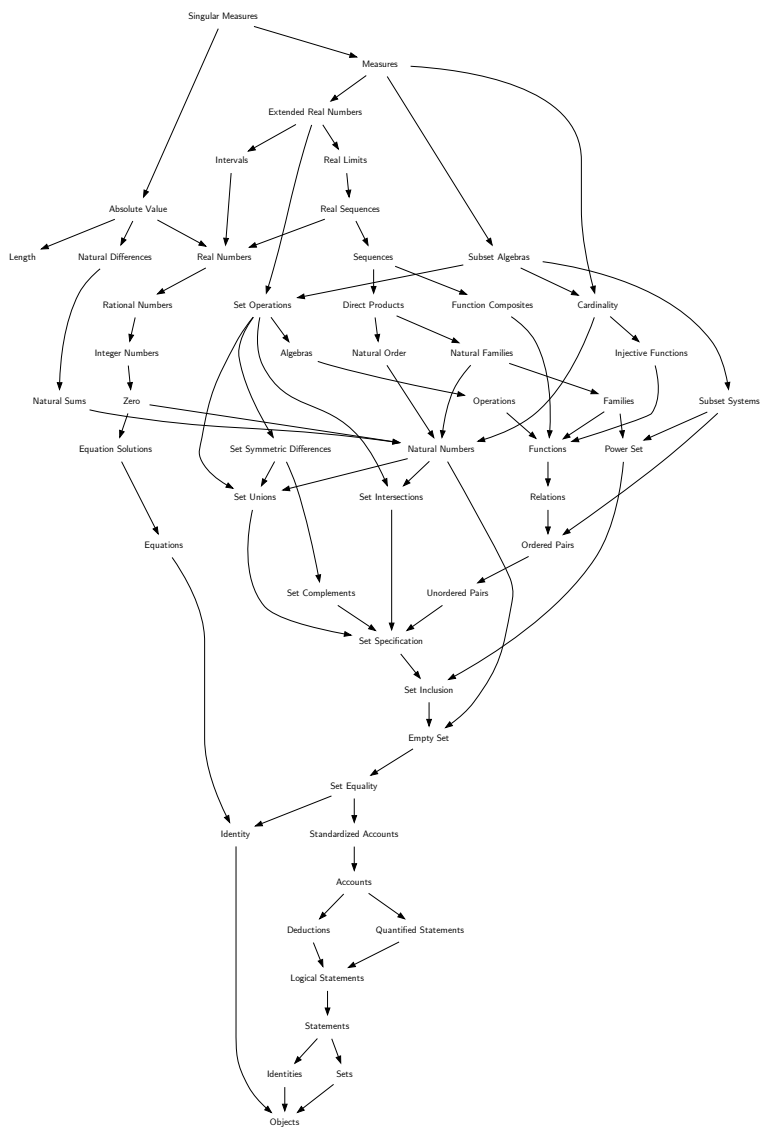 Singular Measures
Measures
Extended Real Numbers
Intervals
Real Limits
Absolute Value
Real Sequences
Length
Natural Differences
Real Numbers
Sequences
Subset Algebras
Rational Numbers
Set Operations
Direct Products
Function Composites
Cardinality
Integer Numbers
Algebras
Natural Order
Natural Families
Injective Functions
Natural Sums
Zero
Operations
Families
Subset Systems
Equation Solutions
Set Symmetric Differences
Natural Numbers
Functions
Power Set
Set Unions
Set Intersections
Relations
Equations
Ordered Pairs
Set Complements
Unordered Pairs
Set Specification
Set Inclusion
Empty Set
Set Equality
Identity
Standardized Accounts
Accounts
Deductions
Quantified Statements
Logical Statements
Statements
Identities
Sets
Objects